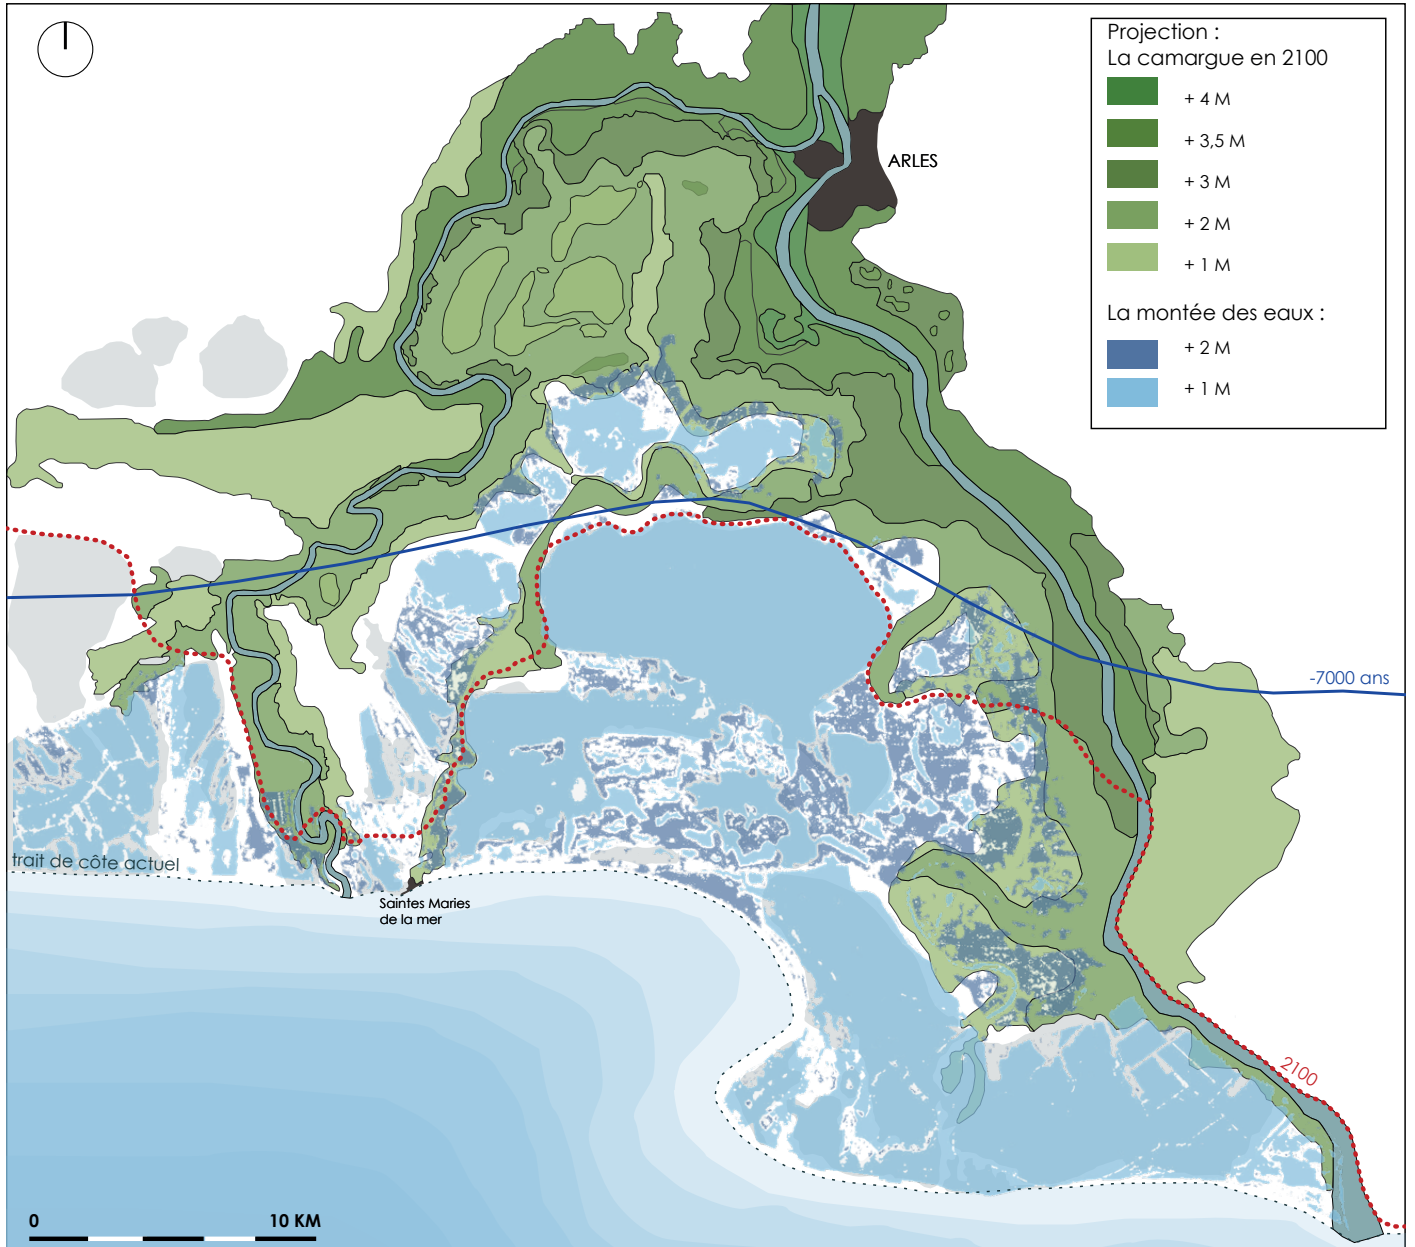 Projection :
La camargue en 2100
+ 4 M
+ 3,5 M
+ 3 M
+ 2 M
+ 1 M
La montée des eaux :
+ 2 M
+ 1 M
ARLES
-7000 ans
trait de côte actuel
Saintes Maries
de la mer
2100
0 10 KM